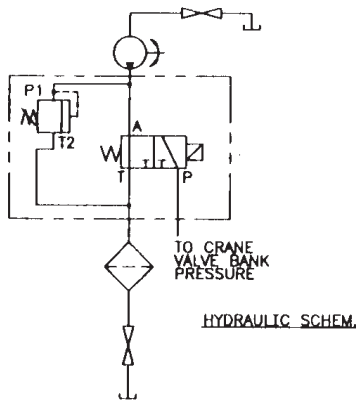 P1
A
T2
T
P
TO CRANE
VALVE BANK
PRESSURE
HYDRAULIC SCHEM.